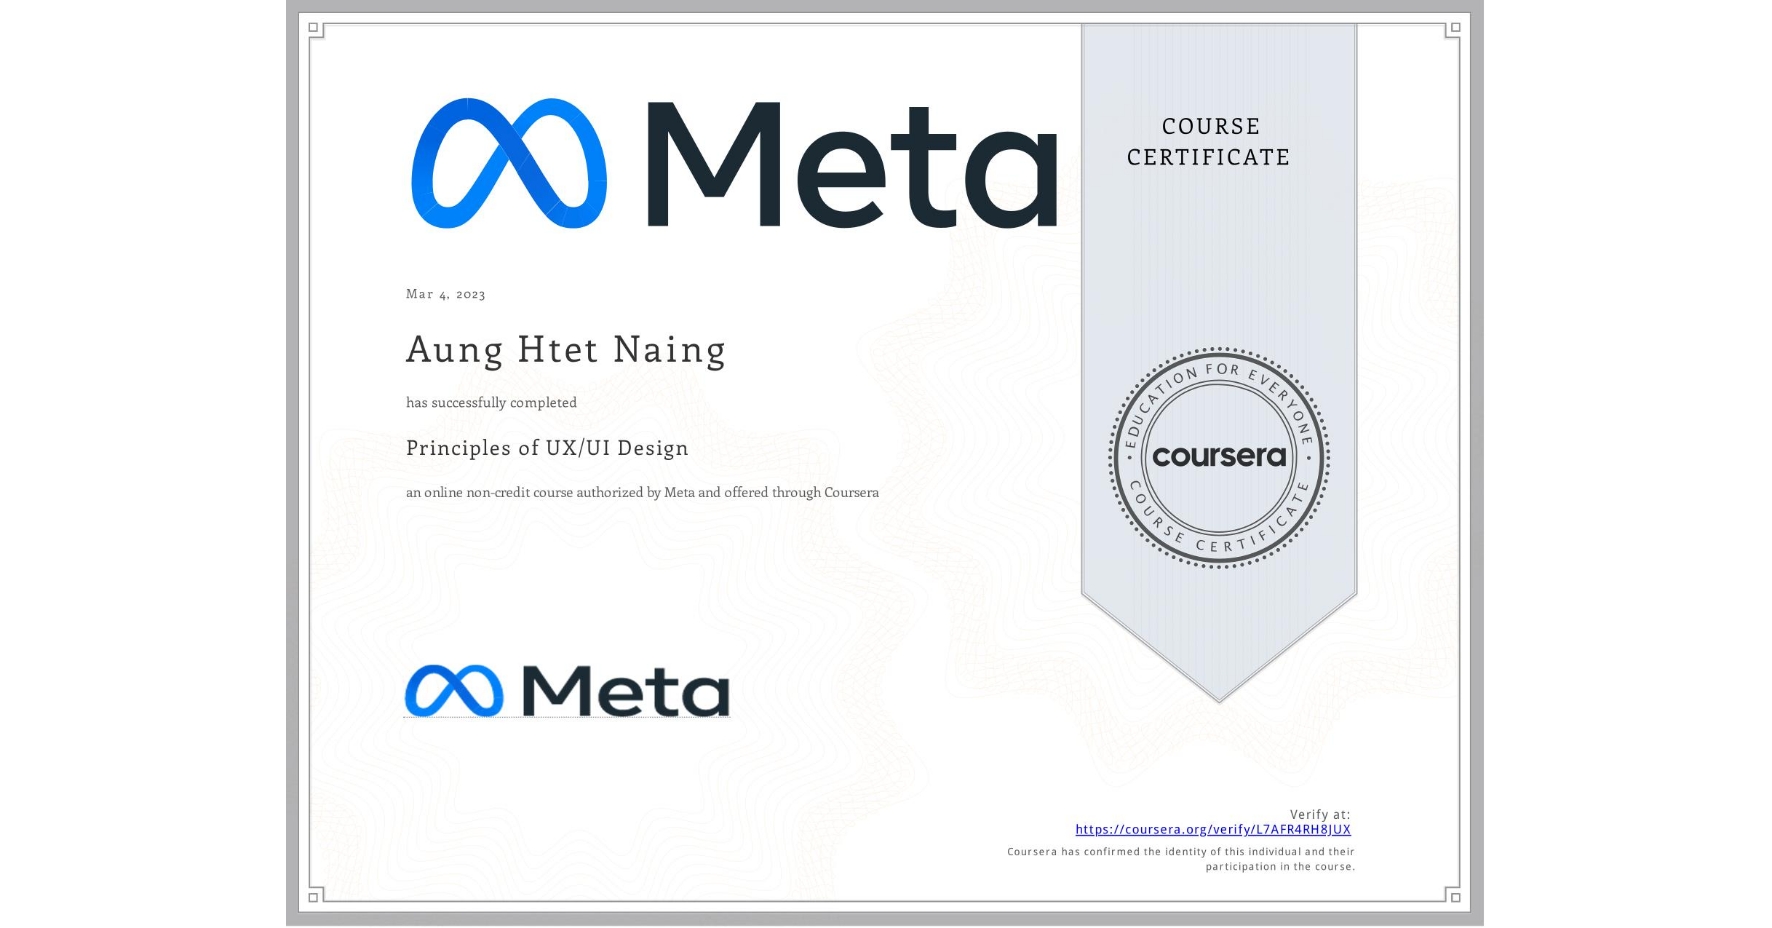 Meta
COURSE
CERTIFICATE
Mar 4, 2023
Aung Htet Naing
has successfully completed
Principles of UX/UI Design
an online non-credit course authorized by Meta and offered through Coursera
EDUCATION FOR EVERYONE
coursera
COURSE CERTIFICATE
Meta
Verify at:
https://coursera.org/verify/L7AFR4RH8JUX
Coursera has confirmed the identity of this individual and their
participation in the course.